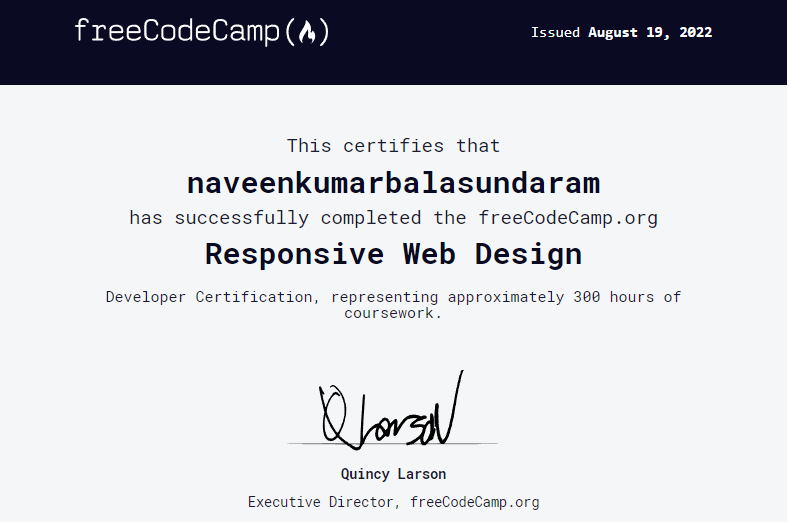 freeCodeCamp(🔥)
Issued August 19, 2022
This certifies that
naveenkumarbalasundaram
has successfully completed the freeCodeCamp.org
Responsive Web Design
Developer Certification, representing approximately 300 hours of
coursework.
Q Larson
Quincy Larson
Executive Director, freeCodeCamp.org